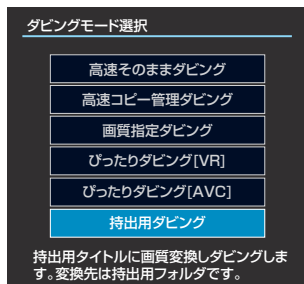 ダビングモード選択
高速そのままダビング
高速コピー管理ダビング
画質指定ダビング
ぴったりダビング[VR]
ぴったりダビング[AVC]
持出用ダビング
持出用タイトルに画質変換しダビングしま
す。変換先は持出用フォルダです。